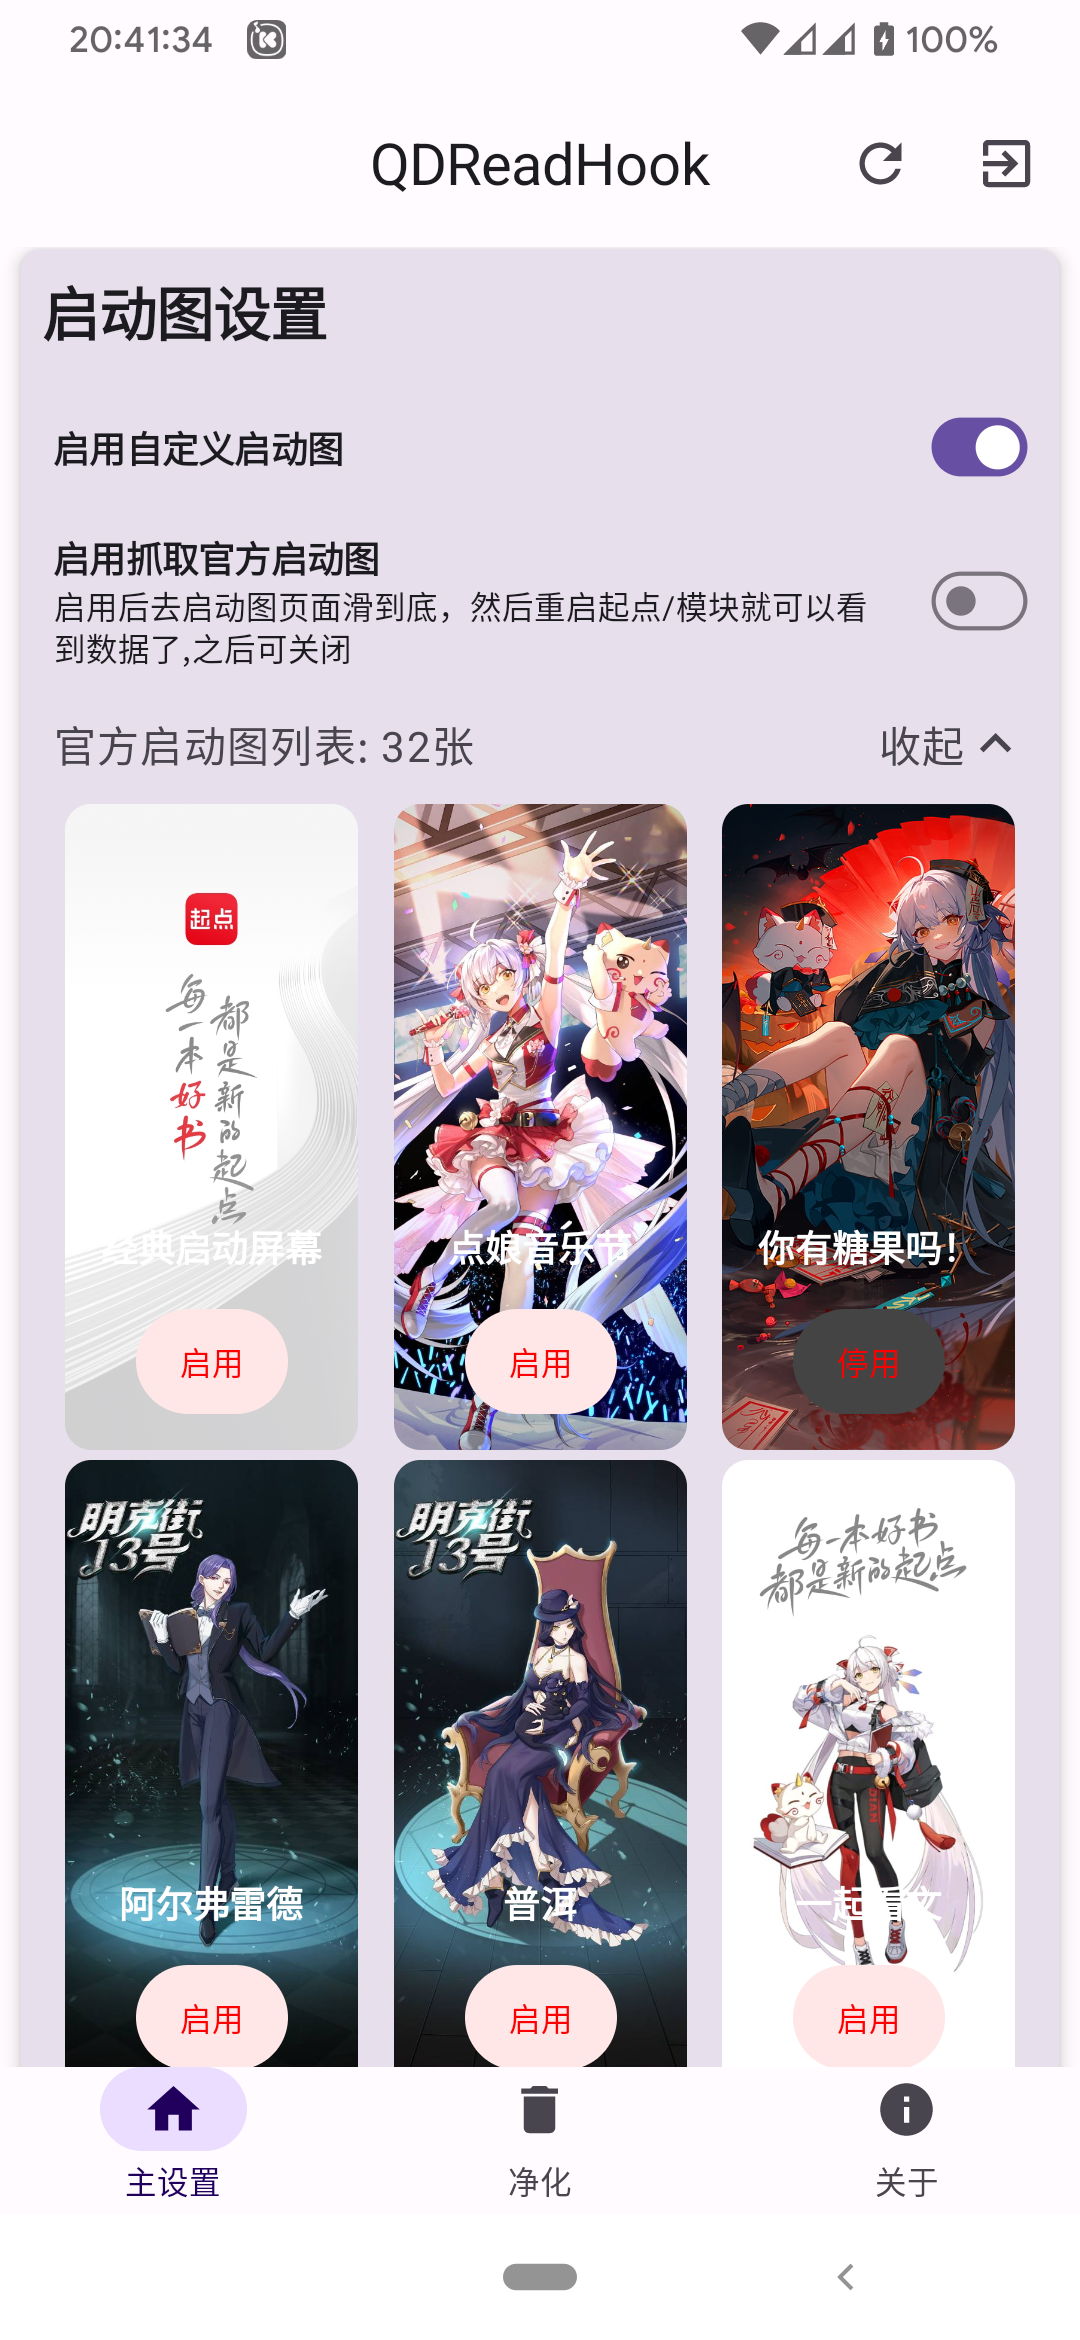 20:41:34
100%
QDReadHook
启动图设置
启用自定义启动图
启用抓取官方启动图
启用后去启动图页面滑到底，然后重启起点/模块就可以看
到数据了,之后可关闭
官方启动图列表: 32张
收起
起点
每一本好书
都是新的起点
经典启动屏幕
启用
点娘音乐节
启用
你有糖果吗!
停用
明克街
13号
阿尔弗雷德
启用
明克街
13号
普洱
启用
每一本好书
都是新的起点
一起看文
启用
主设置
净化
关于